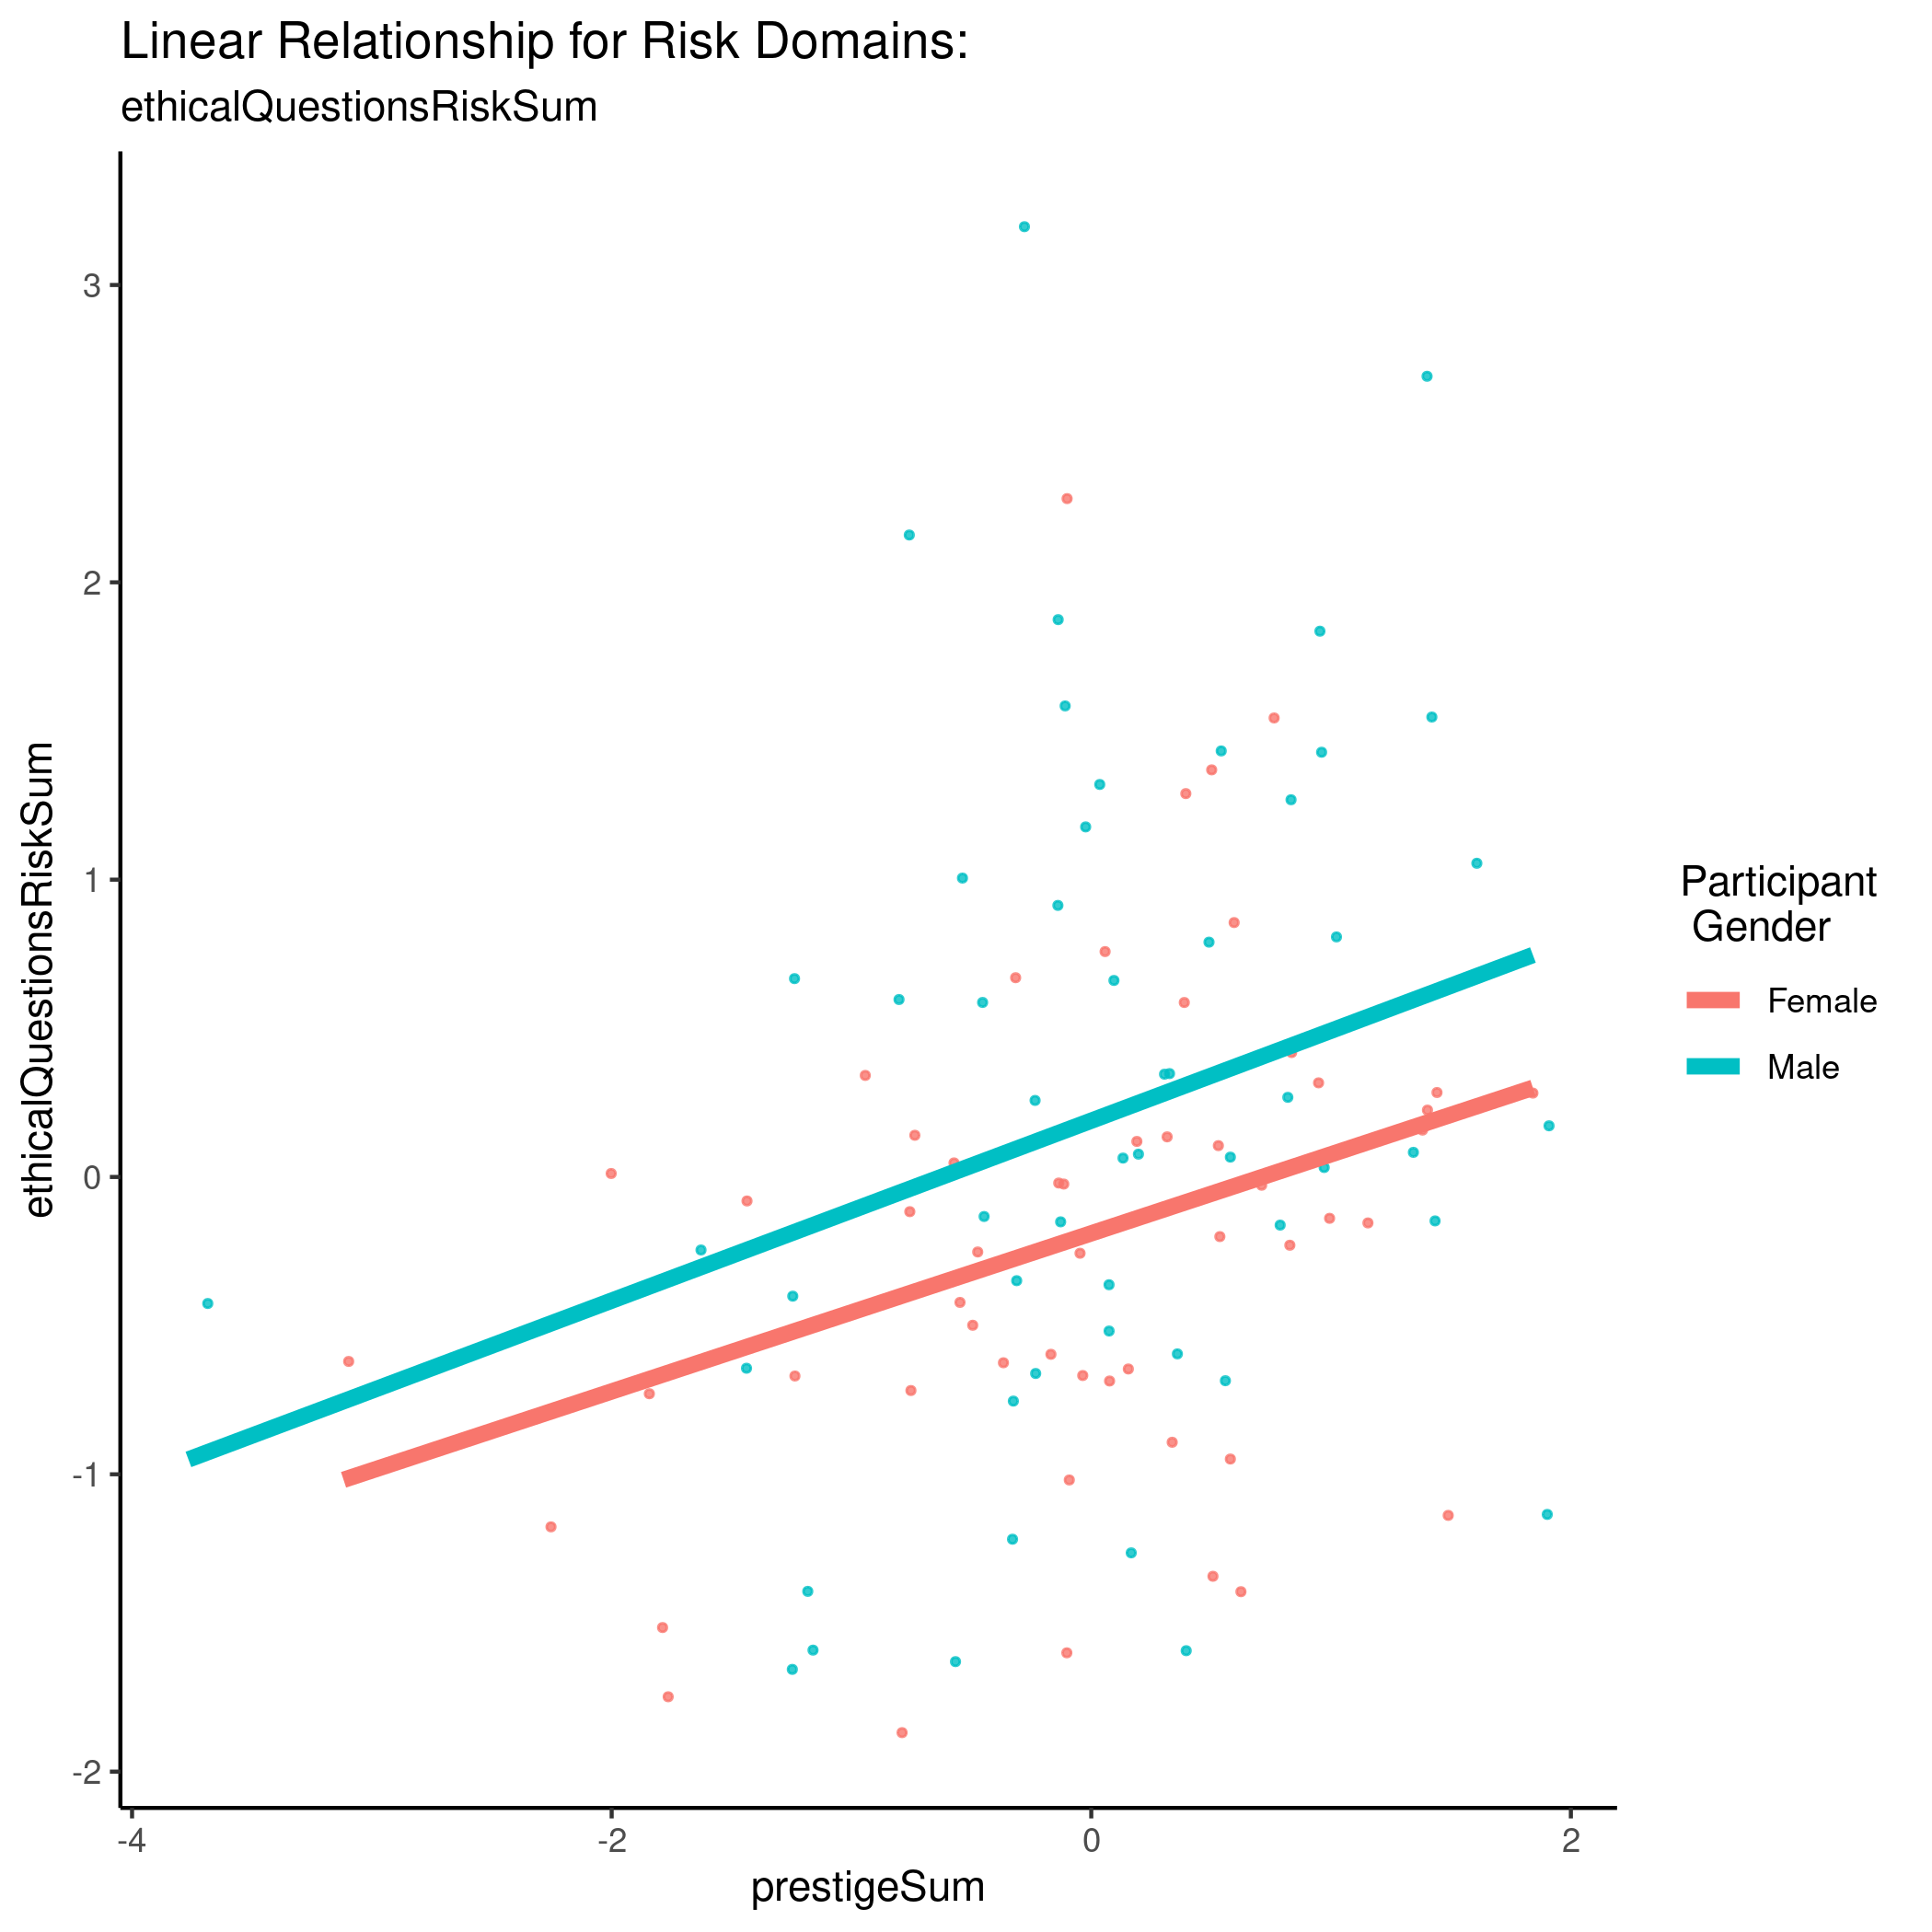 Linear Relationship for Risk Domains:
ethicalQuestionsRiskSum
ethicalQuestionsRiskSum
3
2
1
0
-1
-2
-4
-2
0
2
prestigeSum
Participant
Gender
Female
Male